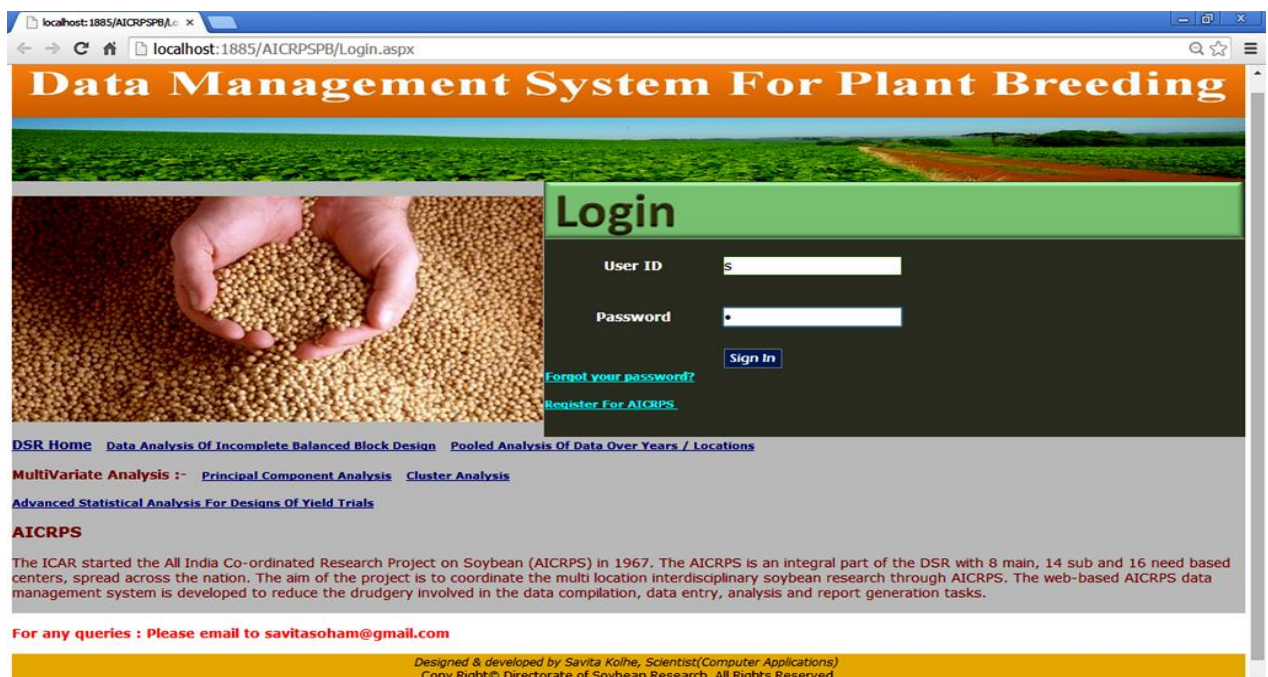 localhost:1885/AICRPSPB/Lo
localhost:1885/AICRPSPB/Login.aspx
Data Management System For Plant Breeding
Login
User ID
s
Password
Sign In
Forgot your password?
Register For AICRPS
DSR Home Data Analysis Of Incomplete Balanced Block Design Pooled Analysis Of Data Over Years / Locations
MultiVariate Analysis :- Principal Component Analysis Cluster Analysis
Advanced Statistical Analysis For Designs Of Yield Trials
AICRPS
The ICAR started the All India Co-ordinated Research Project on Soybean (AICRPS) in 1967. The AICRPS is an integral part of the DSR with 8 main, 14 sub and 16 need based
centers, spread across the nation. The aim of the project is to coordinate the multi location interdisciplinary soybean research through AICRPS. The web-based AICRPS data
management system is developed to reduce the drudgery involved in the data compilation, data entry, analysis and report generation tasks.
For any queries : Please email to savitasoham@gmail.com
Designed & developed by Savita Kolhe, Scientist(Computer Applications)
Copy Right© Directorate of Soybean Research. All Rights Reserved